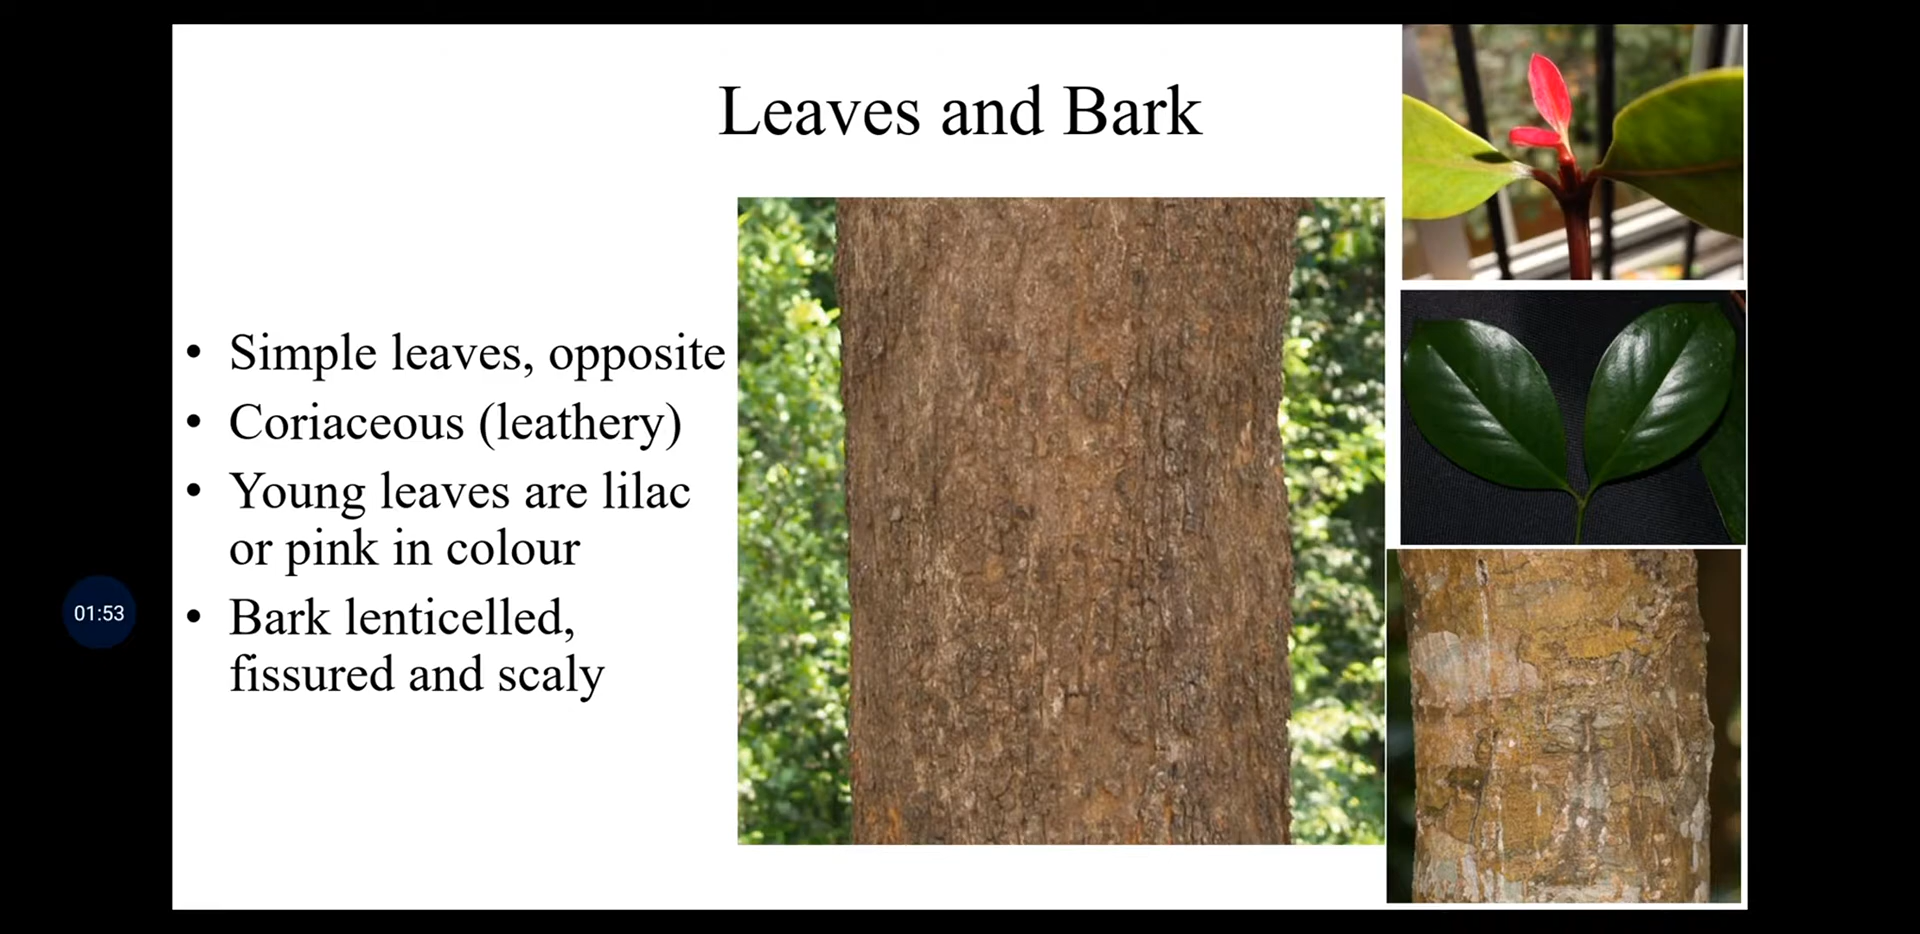 Leaves and Bark
• Simple leaves, opposite
• Coriaceous (leathery)
• Young leaves are lilac
or pink in colour
• Bark lenticelled,
fissured and scaly
01:53